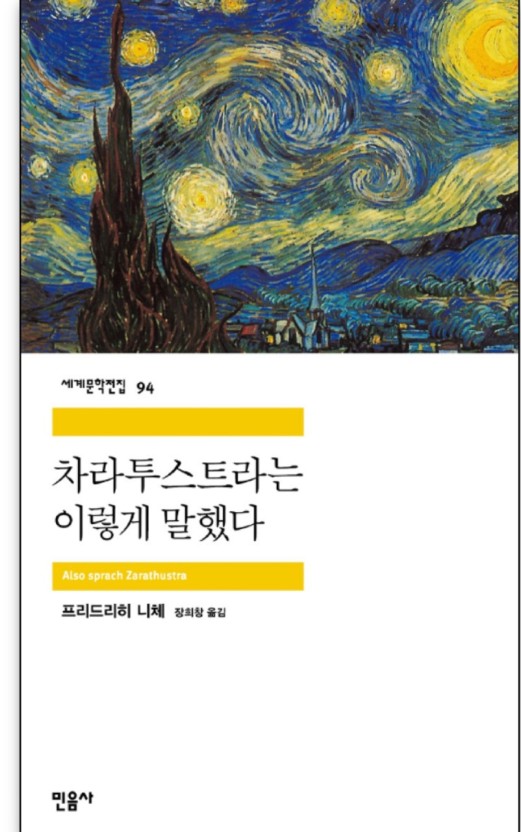 세계문학전집 94
차라투스트라는
이렇게 말했다
Also sprach Zarathustra
프리드리히 니체 장희창 옮김
민음사